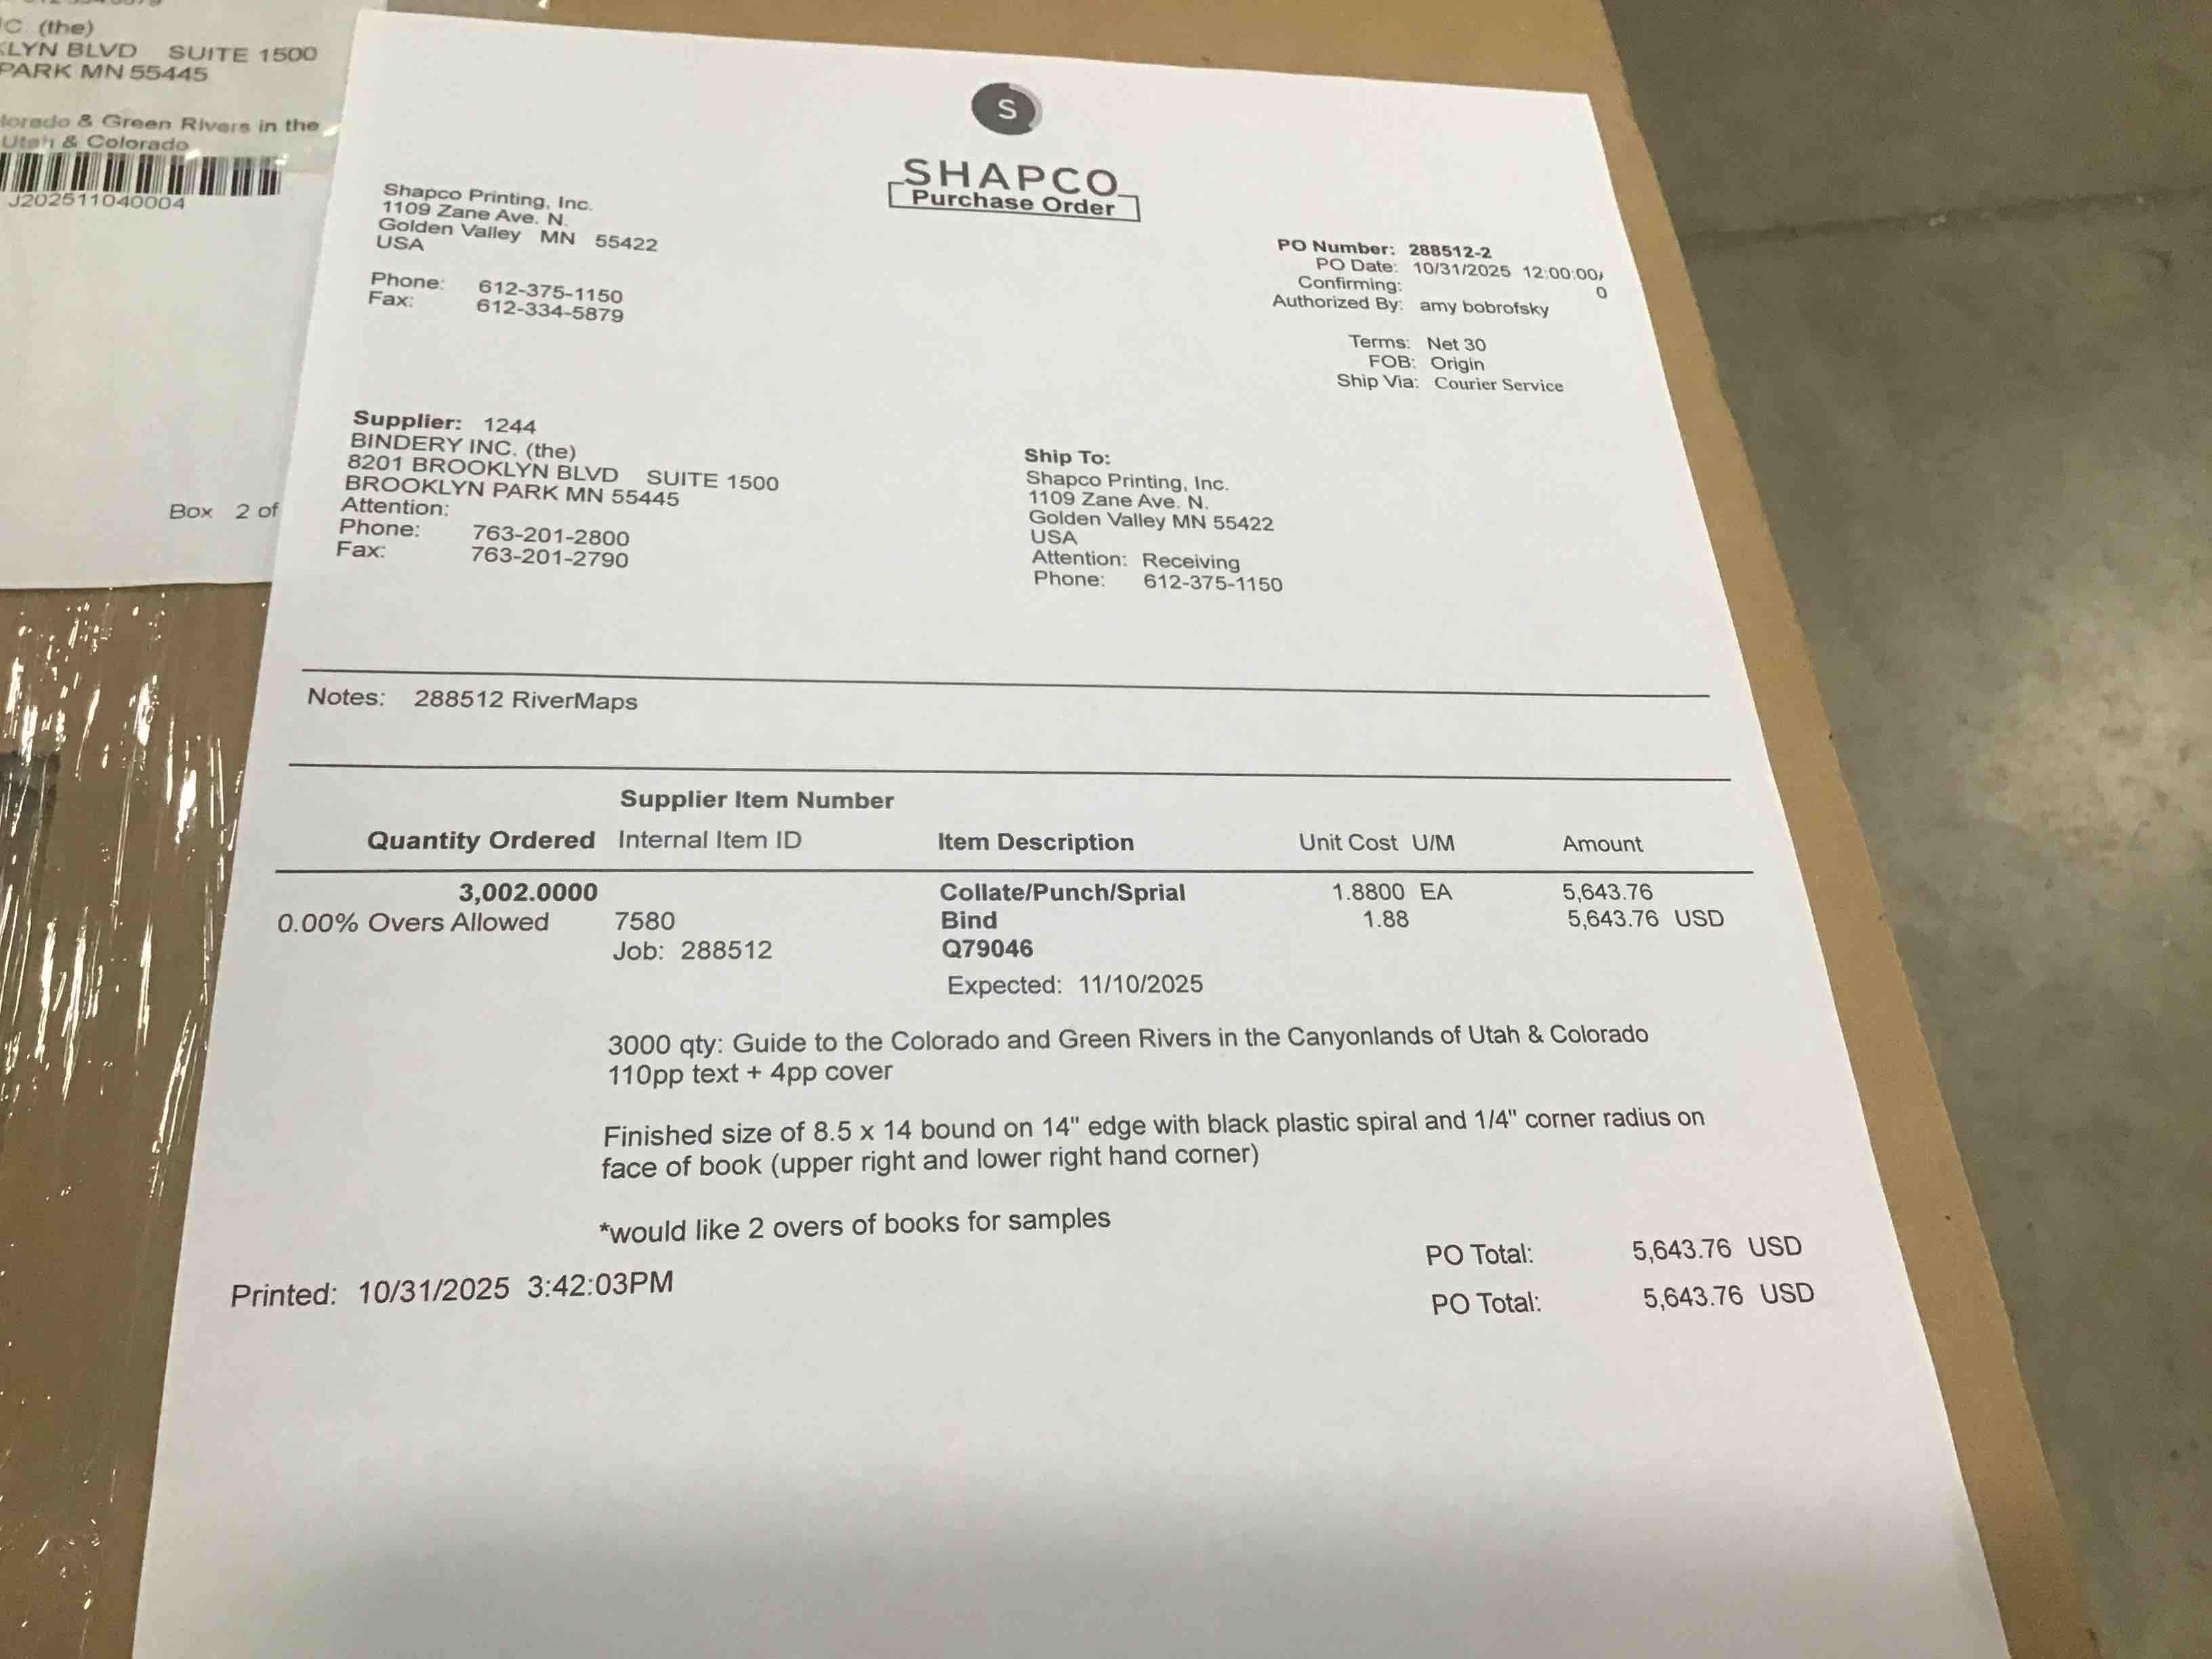 C. (the)
KLYN BLVD SUITE 1500
PARK MN 55445
lorado & Green Rivers in the
Utah & Colorado
J202511040004
Box 2 of
S
SHAPCO
Purchase Order
Shapco Printing, Inc.
1109 Zane Ave. N.
Golden Valley MN 55422
USA
Phone: 612-375-1150
Fax: 612-334-5879
PO Number: 288512-2
PO Date: 10/31/2025 12:00:00
Confirming: 0
Authorized By: amy bobrofsky
Terms: Net 30
FOB: Origin
Ship Via: Courier Service
Supplier: 1244
BINDERY INC. (the)
8201 BROOKLYN BLVD SUITE 1500
BROOKLYN PARK MN 55445
Attention:
Phone: 763-201-2800
Fax: 763-201-2790
Ship To:
Shapco Printing, Inc.
1109 Zane Ave. N.
Golden Valley MN 55422
USA
Attention: Receiving
Phone: 612-375-1150
Notes: 288512 RiverMaps
Supplier Item Number
Quantity Ordered Internal Item ID Item Description Unit Cost U/M Amount
3,002.0000 Collate/Punch/Sprial 1.8800 EA 5,643.76
0.00% Overs Allowed 7580 Bind 1.88 5,643.76 USD
Job: 288512 Q79046
Expected: 11/10/2025
3000 qty: Guide to the Colorado and Green Rivers in the Canyonlands of Utah & Colorado
110pp text + 4pp cover
Finished size of 8.5 x 14 bound on 14" edge with black plastic spiral and 1/4" corner radius on
face of book (upper right and lower right hand corner)
*would like 2 overs of books for samples
PO Total: 5,643.76 USD
Printed: 10/31/2025 3:42:03PM
PO Total: 5,643.76 USD